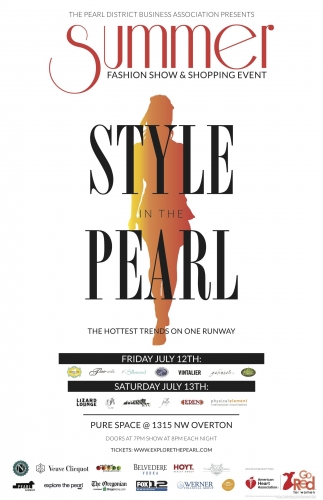 THE PEARL DISTRICT BUSINESS ASSOCIATION PRESENTS
Summer
FASHION SHOW & SHOPPING EVENT
STYLE
IN THE
PEARL
THE HOTTEST TRENDS ON ONE RUNWAY
FRIDAY JULY 12TH:
VINTALIER
SATURDAY JULY 13TH:
LIZARD LOUNGE
EDEN
physicalelement
PURE SPACE @ 1315 NW OVERTON
DOORS AT 7PM SHOW AT 8PM EACH NIGHT
TICKETS: WWW.EXPLORETHEPEARL.COM
Veuve Clicquot
BELVEDERE
VODKA
HOYT
American Heart Association
Go Red
for women
PEARL
explore the pearl
The Oregonian
FOX 12
WERNER